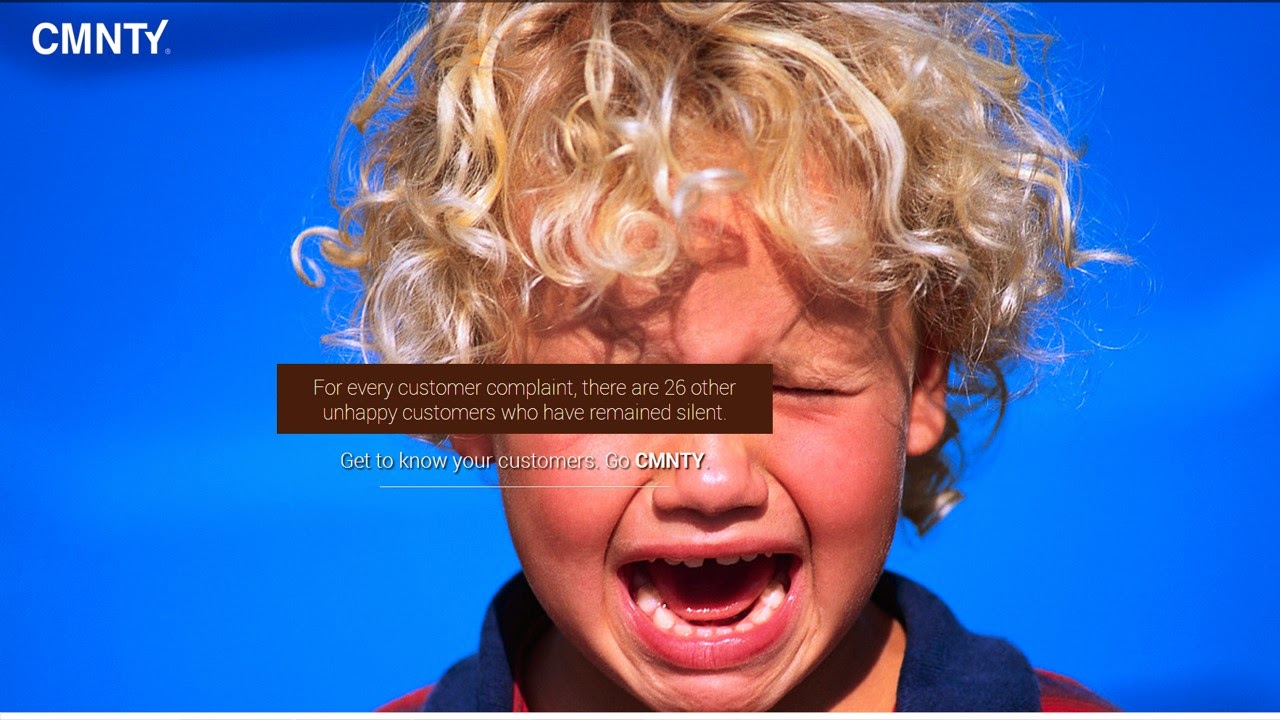 CMNTY®
For every customer complaint, there are 26 other
unhappy customers who have remained silent.
Get to know your customers. Go CMNTY.